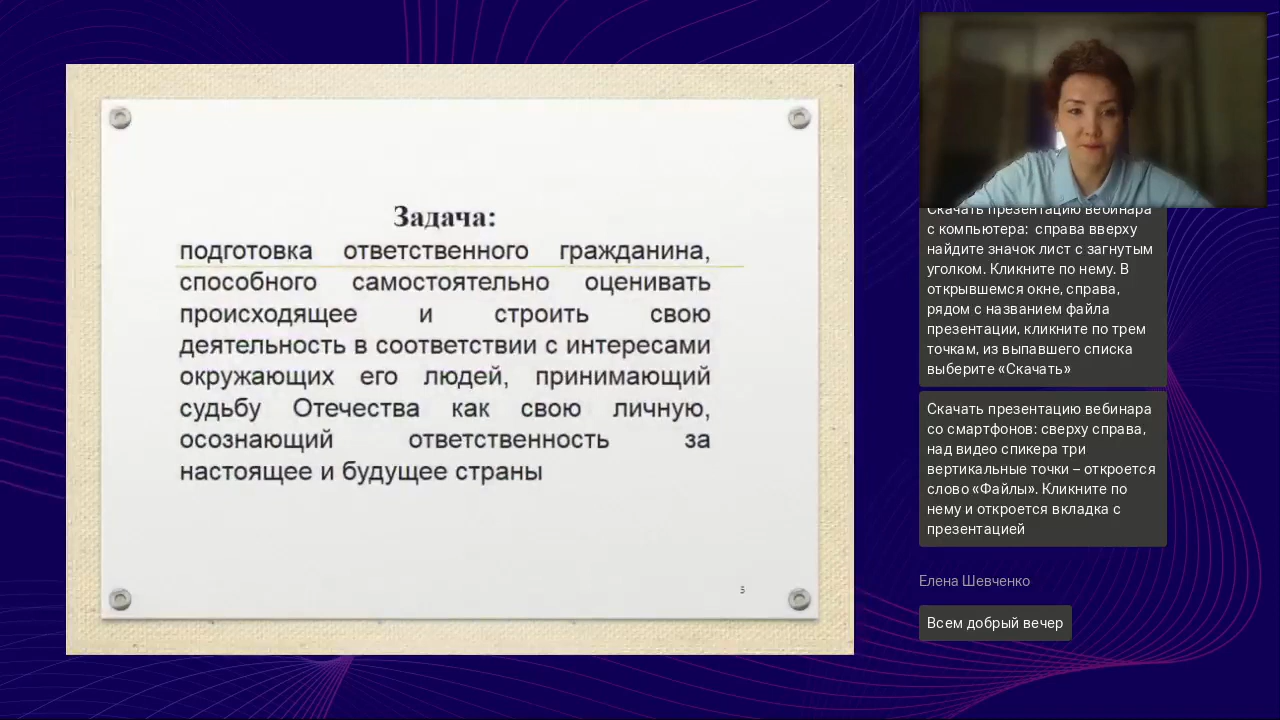 Задача:
подготовка ответственного гражданина,
способного самостоятельно оценивать
происходящее и строить свою
деятельность в соответствии с интересами
окружающих его людей, принимающий
судьбу Отечества как свою личную,
осознающий ответственность за
настоящее и будущее страны
5
Скачать презентацию вебинара
с компьютера: справа вверху
найдите значок лист с загнутым
уголком. Кликните по нему. В
открывшемся окне, справа,
рядом с названием файла
презентации, кликните по трем
точкам, из выпавшего списка
выберите «Скачать»
Скачать презентацию вебинара
со смартфонов: сверху справа,
над видео спикера три
вертикальные точки – откроется
слово «Файлы». Кликните по
нему и откроется вкладка с
презентацией
Елена Шевченко
Всем добрый вечер